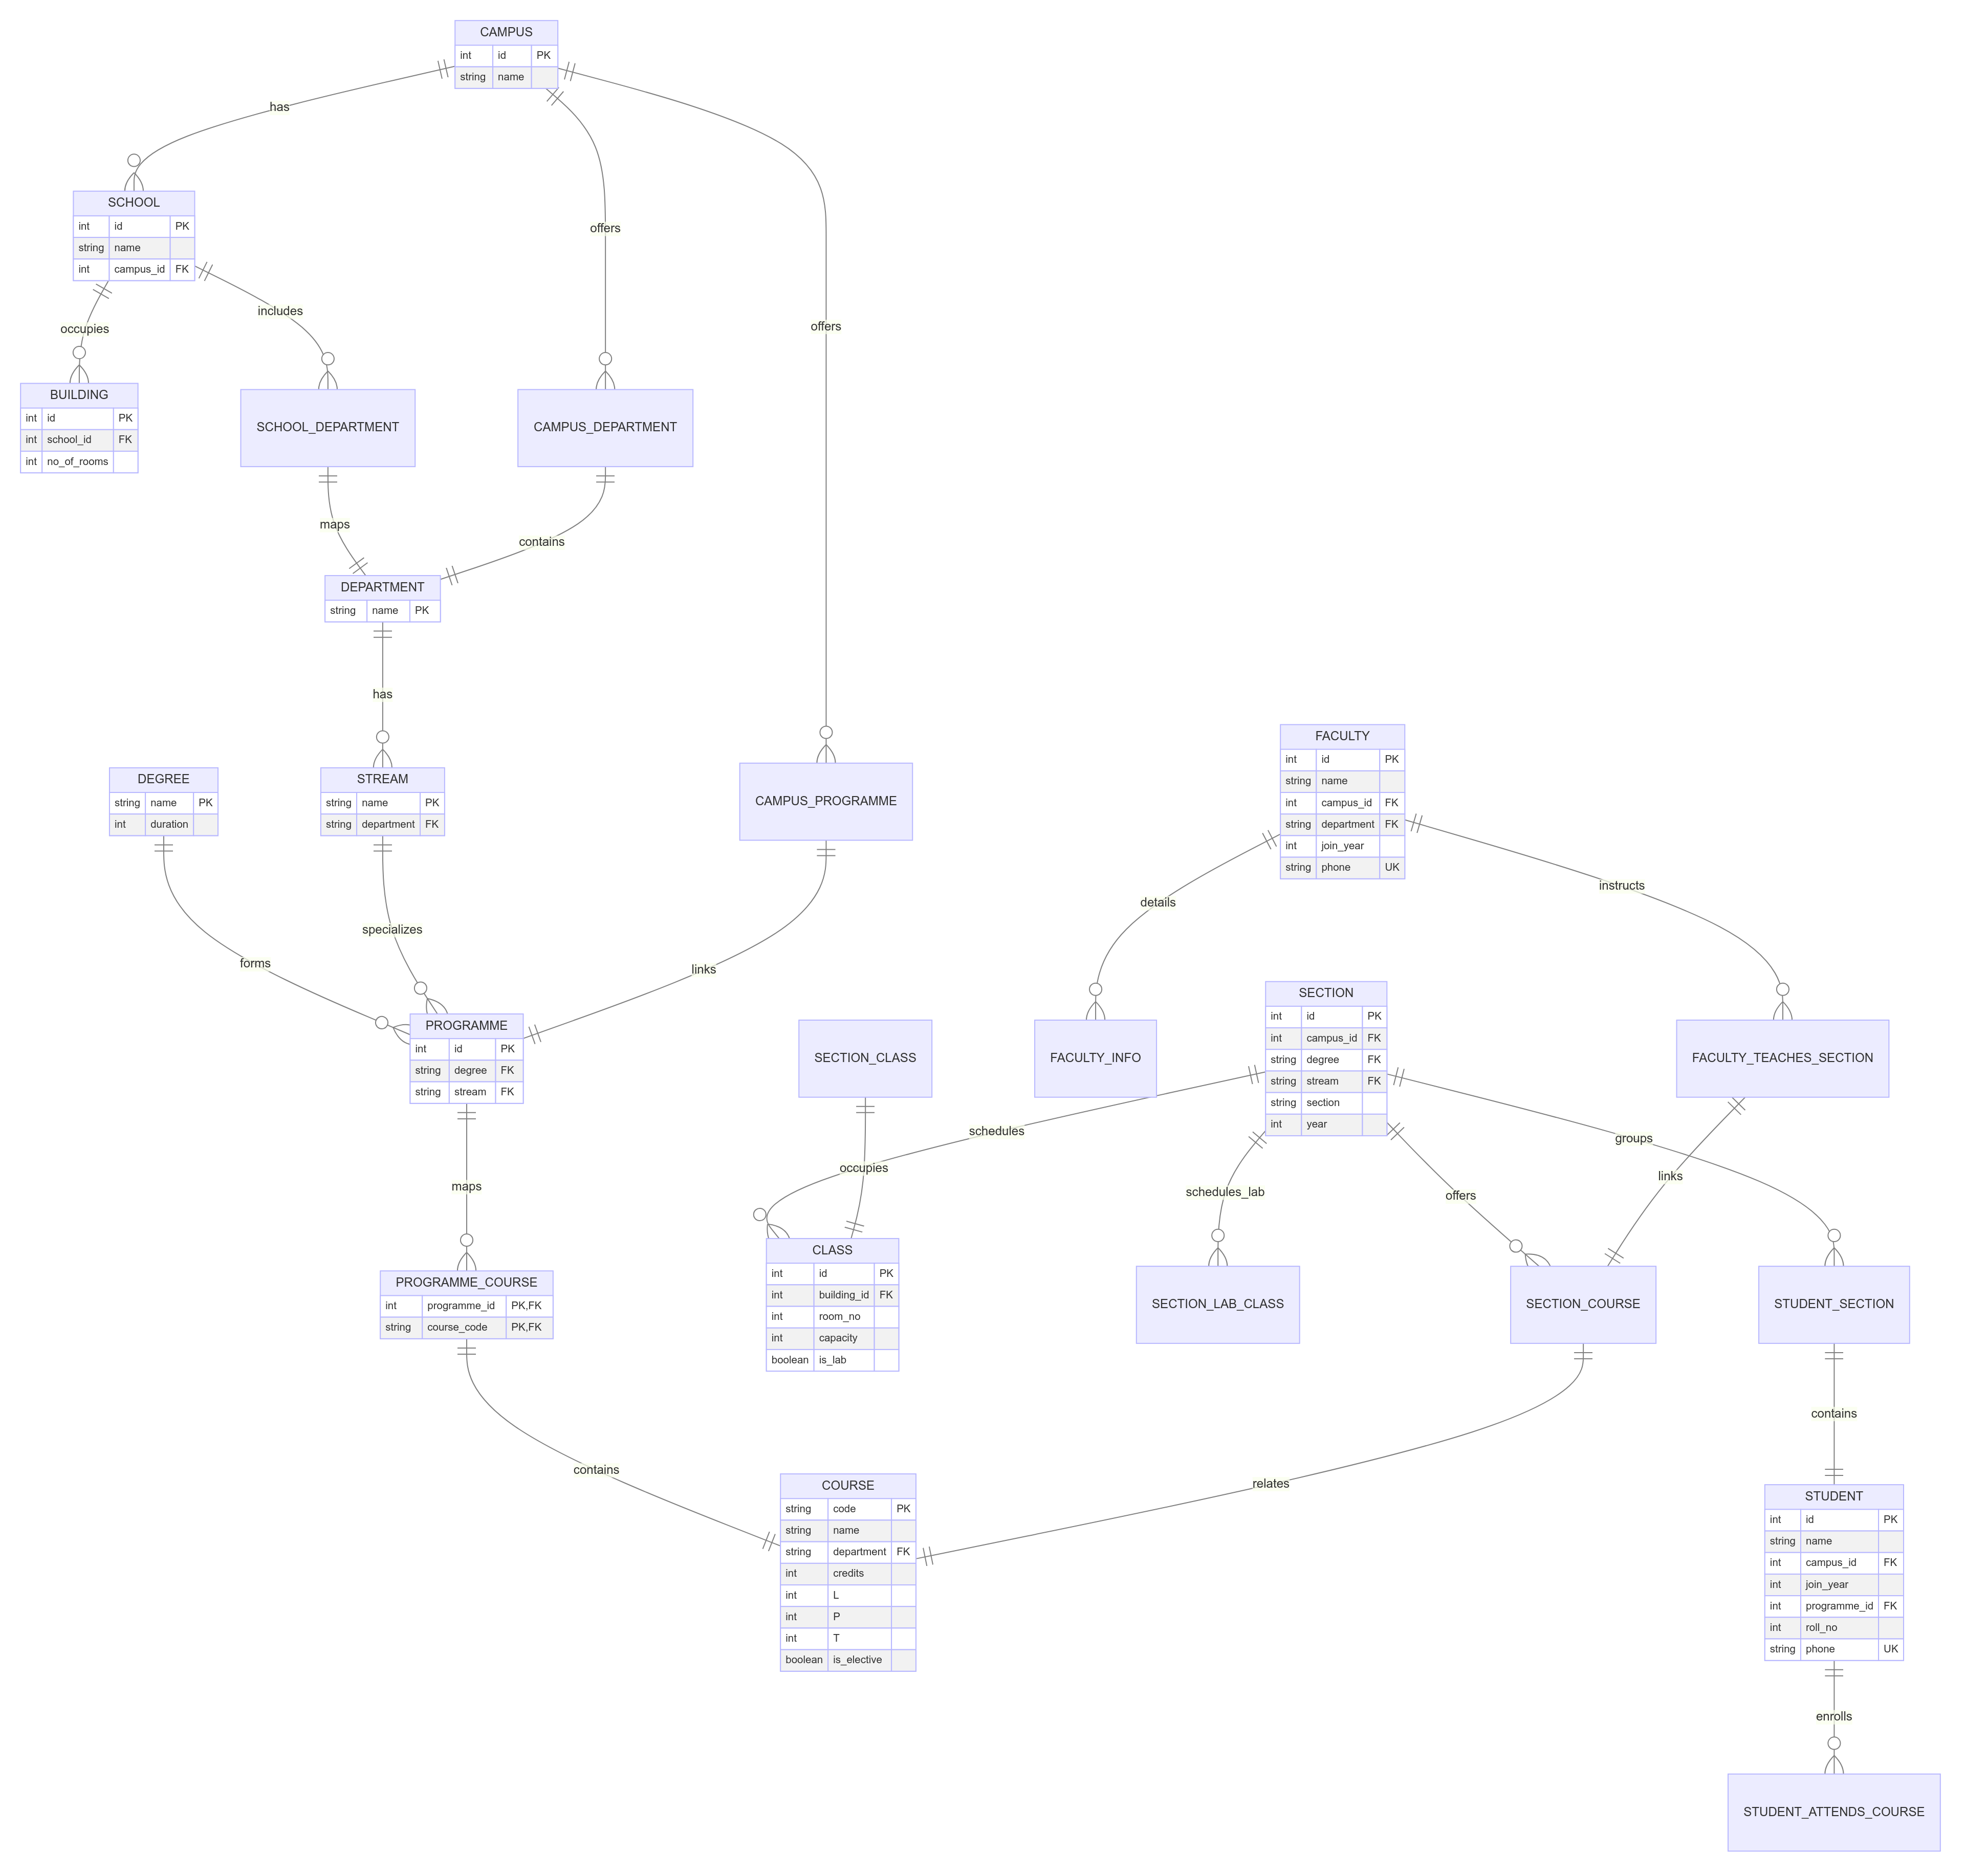 CAMPUS
int id PK
string name
has
SCHOOL
int id PK
string name
int campus_id FK
offers
offers
includes
occupies
BUILDING
int id PK
int school_id FK
int no_of_rooms
SCHOOL_DEPARTMENT
CAMPUS_DEPARTMENT
maps
contains
DEPARTMENT
string name PK
has
DEGREE
string name PK
int duration
STREAM
string name PK
string department FK
CAMPUS_PROGRAMME
FACULTY
int id PK
string name
int campus_id FK
string department FK
int join_year
string phone UK
specializes
forms
links
details
instructs
PROGRAMME
int id PK
string degree FK
string stream FK
SECTION_CLASS
FACULTY_INFO
SECTION
int id PK
int campus_id FK
string degree FK
string stream FK
string section
int year
FACULTY_TEACHES_SECTION
maps
schedules
occupies
schedules_lab
offers
links
groups
PROGRAMME_COURSE
int programme_id PK,FK
string course_code PK,FK
CLASS
int id PK
int building_id FK
int room_no
int capacity
boolean is_lab
SECTION_LAB_CLASS
SECTION_COURSE
STUDENT_SECTION
contains
relates
contains
COURSE
string code PK
string name
string department FK
int credits
int L
int P
int T
boolean is_elective
STUDENT
int id PK
string name
int campus_id FK
int join_year
int programme_id FK
int roll_no
string phone UK
enrolls
STUDENT_ATTENDS_COURSE